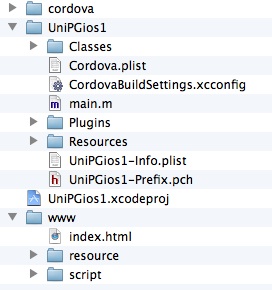 cordova
UniPGios1
Classes
Cordova.plist
CordovaBuildSettings.xcconfig
main.m
Plugins
Resources
UniPGios1-Info.plist
UniPGios1-Prefix.pch
UniPGios1.xcodeproj
www
index.html
resource
script